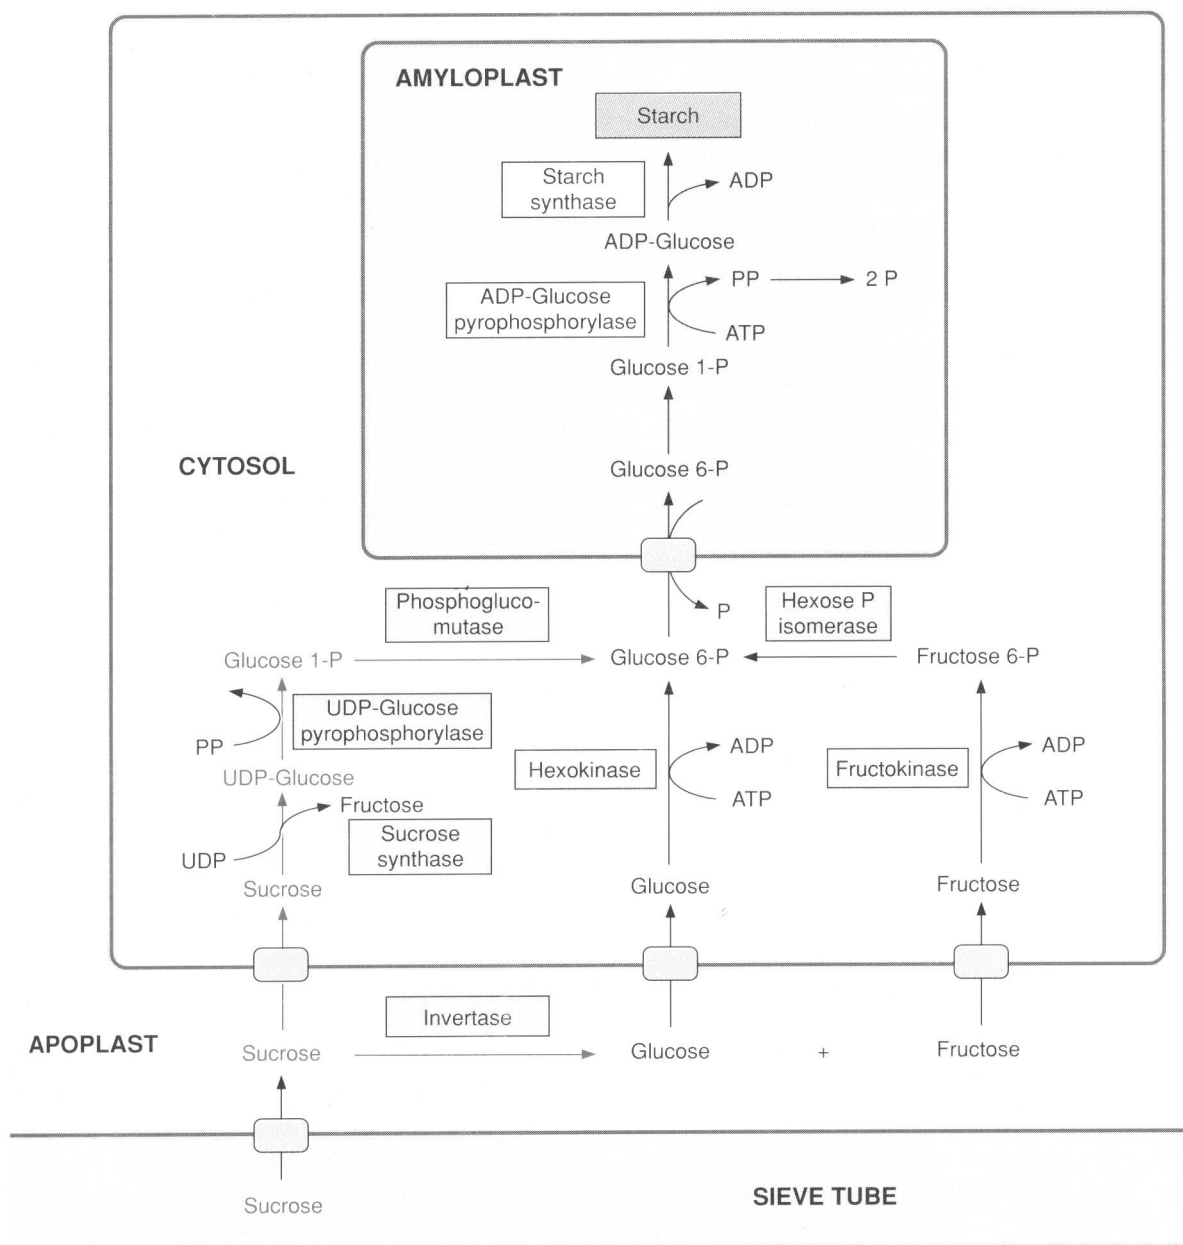 AMYLOPLAST
Starch
Starch
synthase
ADP
ADP-Glucose
PP
2 P
ADP-Glucose
pyrophosphorylase
ATP
Glucose 1-P
CYTOSOL
Glucose 6-P
Phosphogluco-
mutase
P
Hexose P
isomerase
Glucose 1-P
Glucose 6-P
Fructose 6-P
UDP-Glucose
pyrophosphorylase
PP
ADP
ADP
Hexokinase
Fructokinase
UDP-Glucose
ATP
ATP
Fructose
UDP
Sucrose
synthase
Sucrose
Glucose
Fructose
Invertase
APOPLAST
Sucrose
Glucose
+
Fructose
Sucrose
SIEVE TUBE